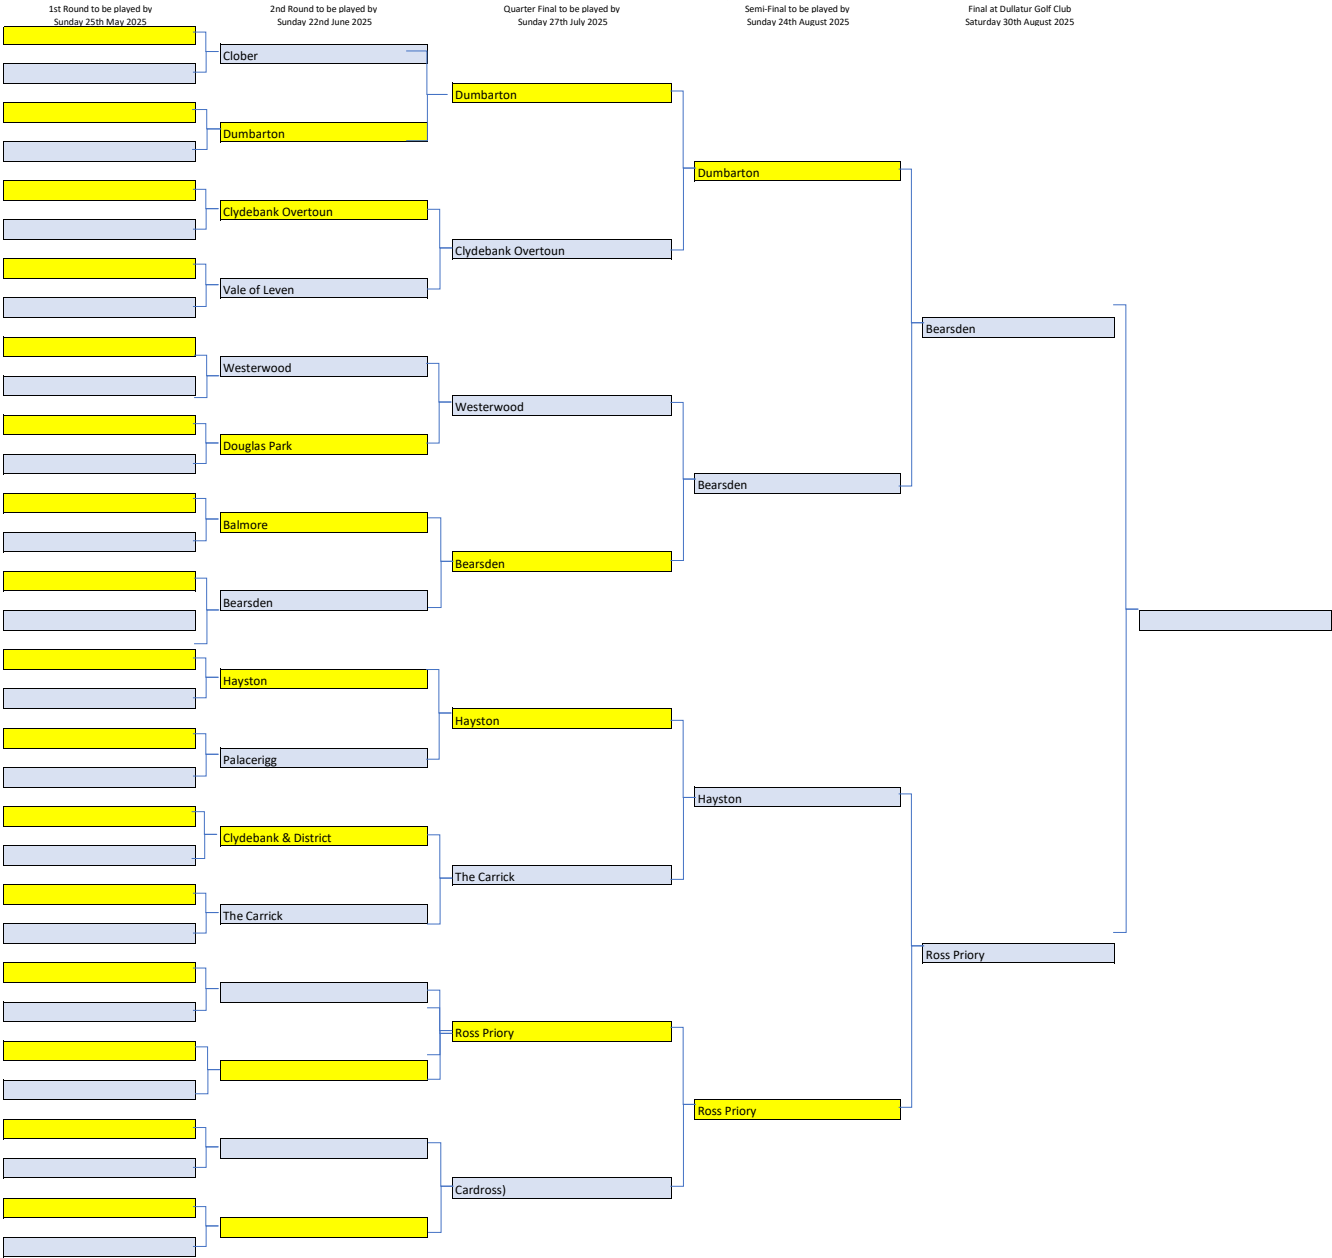 1st Round to be played by
Sunday 25th May 2025
2nd Round to be played by
Sunday 22nd June 2025
Quarter Final to be played by
Sunday 27th July 2025
Semi-Final to be played by
Sunday 24th August 2025
Final at Dullatur Golf Club
Saturday 30th August 2025
Clober
Dumbarton
Clydebank Overtoun
Vale of Leven
Westerwood
Douglas Park
Balmore
Bearsden
Hayston
Palacerigg
Clydebank & District
The Carrick
Dumbarton
Clydebank Overtoun
Westerwood
Bearsden
Hayston
The Carrick
Ross Priory
Cardross)
Dumbarton
Bearsden
Hayston
Ross Priory
Bearsden
Ross Priory